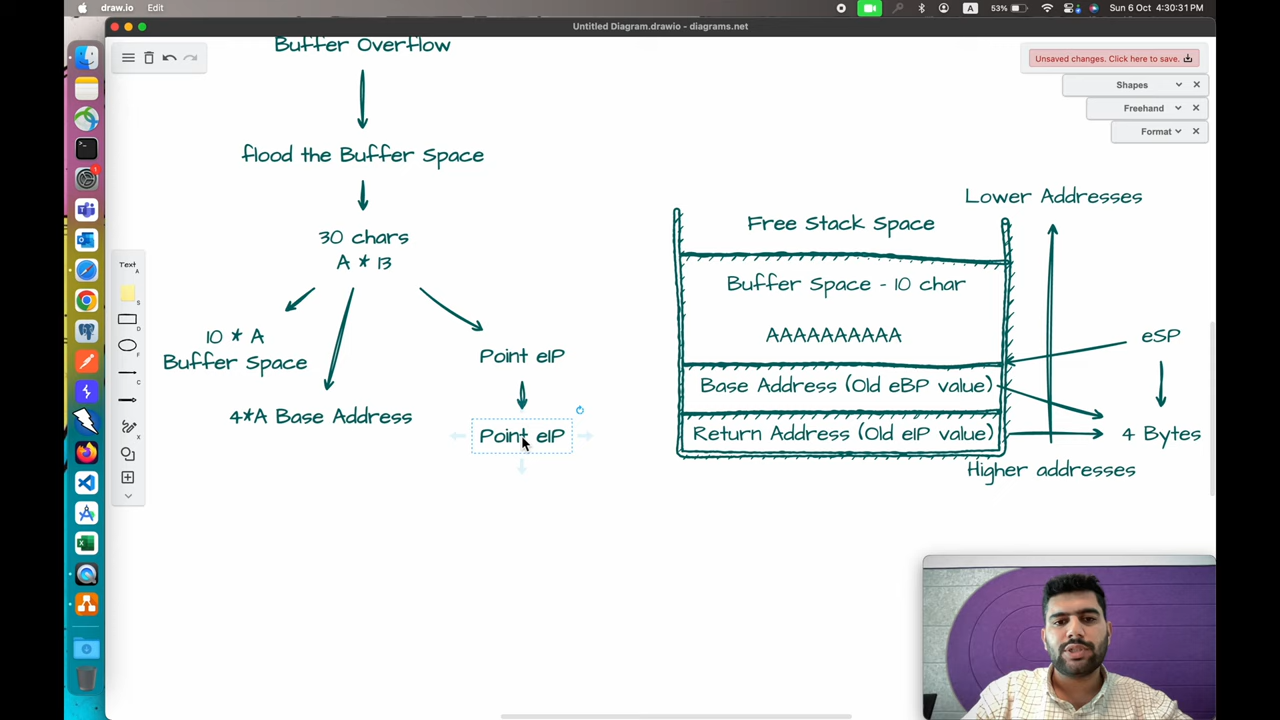 draw.io Edit
A 53% Sun 6 Oct 4:30:31 PM
Untitled Diagram.drawio - diagrams.net
Unsaved changes. Click here to save.
Shapes
Freehand
Format
Text
Buffer Overflow
flood the Buffer Space
30 chars
A * 13
10 * A
Buffer Space
4*A Base Address
Point eIP
Point eIP
Lower Addresses
Free Stack Space
Buffer Space - 10 char
AAAAAAAAAA
eSP
Base Address (Old eBP value)
Return Address (Old eIP value)
4 Bytes
Higher addresses